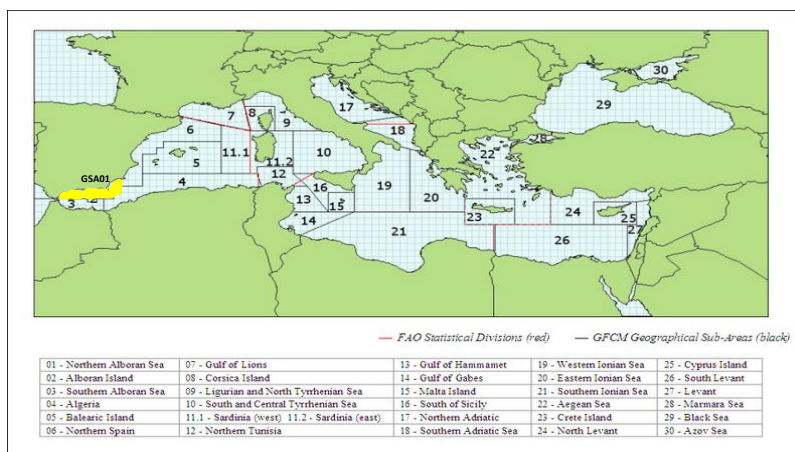 30
29
17
7
8
9
18
28
6
11.1
10
22
5
11.2
GSA01
12
4
16
19
20
24
25
3
2
13
15
23
27
14
21
26
FAO Statistical Divisions (red)
GFCM Geographical Sub-Areas (black)
01 - Northern Alboran Sea
02 - Alboran Island
03 - Southern Alboran Sea
04 - Algeria
05 - Balearic Island
06 - Northern Spain
07 - Gulf of Lions
08 - Corsica Island
09 - Ligurian and North Tyrrhenian Sea
10 - South and Central Tyrrhenian Sea
11.1 - Sardinia (west) 11.2 - Sardinia (east)
12 - Northern Tunisia
13 - Gulf of Hammamet
14 - Gulf of Gabes
15 - Malta Island
16 - South of Sicily
17 - Northern Adriatic
18 - Southern Adriatic Sea
19 - Western Ionian Sea
20 - Eastern Ionian Sea
21 - Southern Ionian Sea
22 - Aegean Sea
23 - Crete Island
24 - North Levant
25 - Cyprus Island
26 - South Levant
27 - Levant
28 - Marmara Sea
29 - Black Sea
30 - Azov Sea